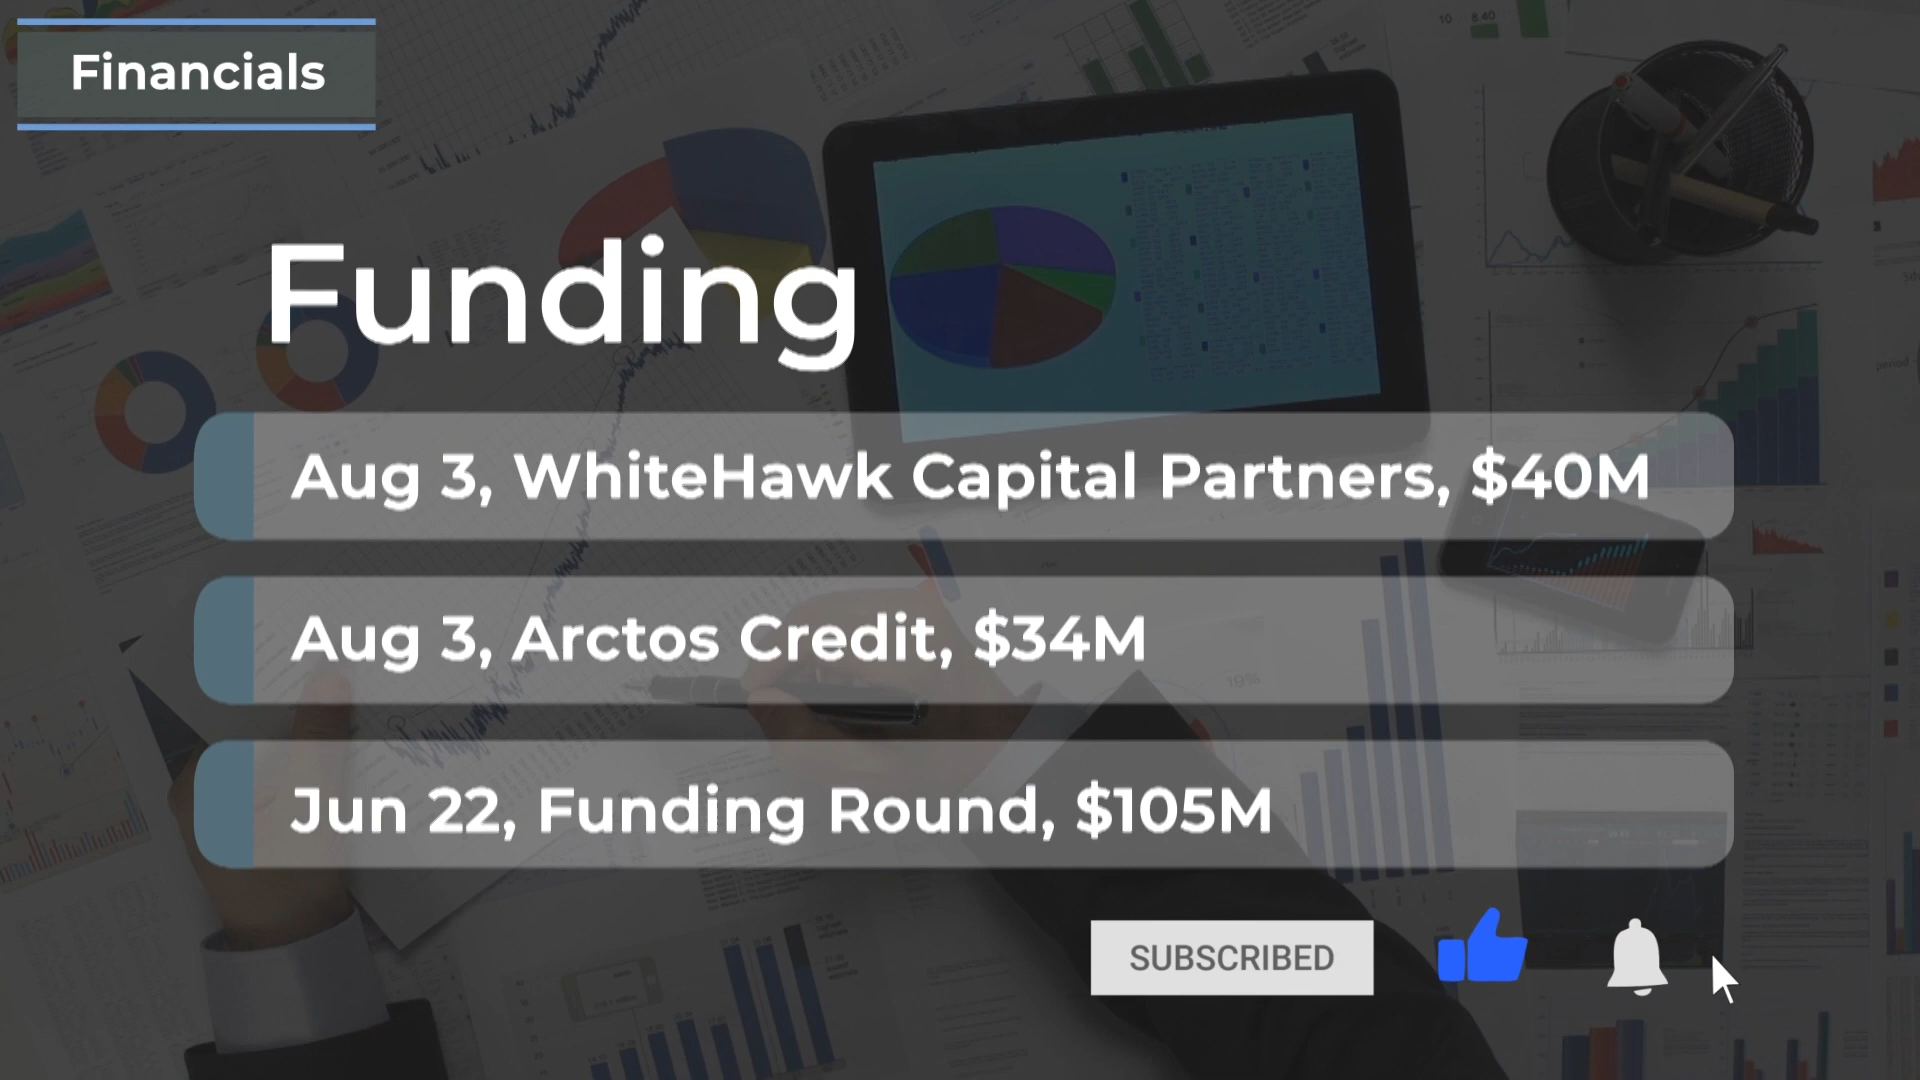 Financials
Funding
Aug 3, WhiteHawk Capital Partners, $40M
Aug 3, Arctos Credit, $34M
Jun 22, Funding Round, $105M
SUBSCRIBED